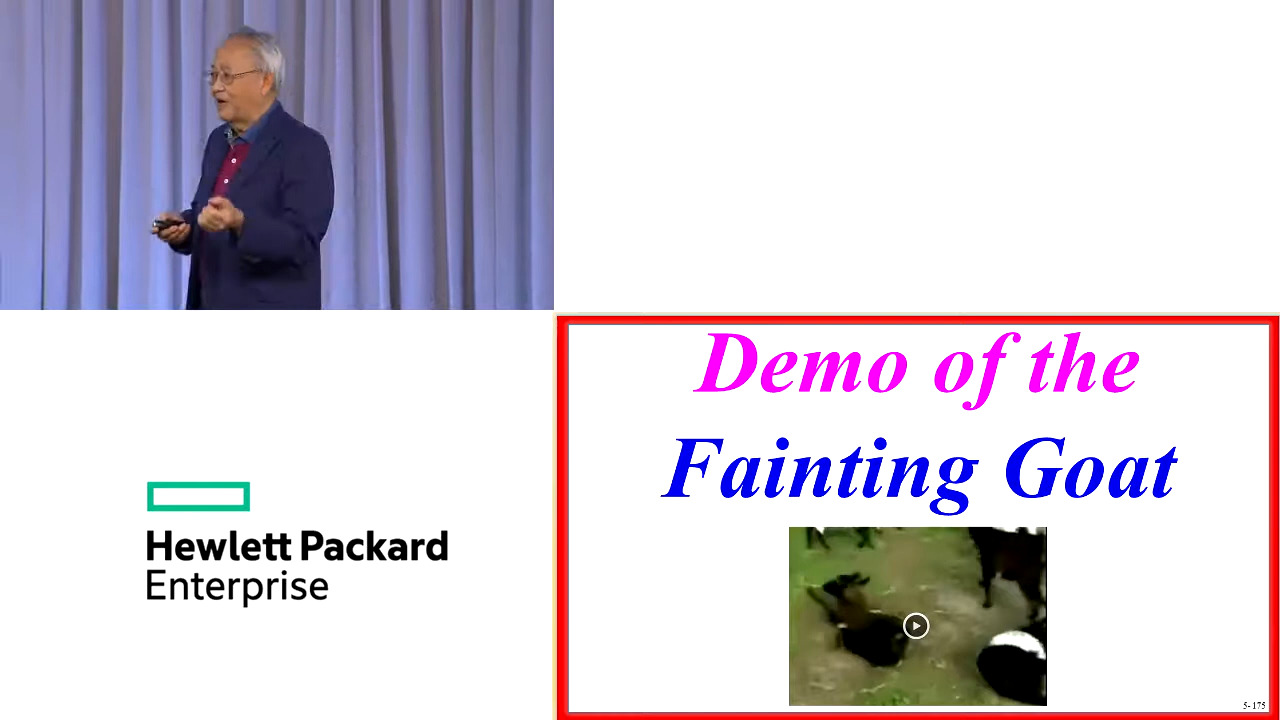 Demo of the
Fainting Goat
Hewlett Packard
Enterprise
5- 175